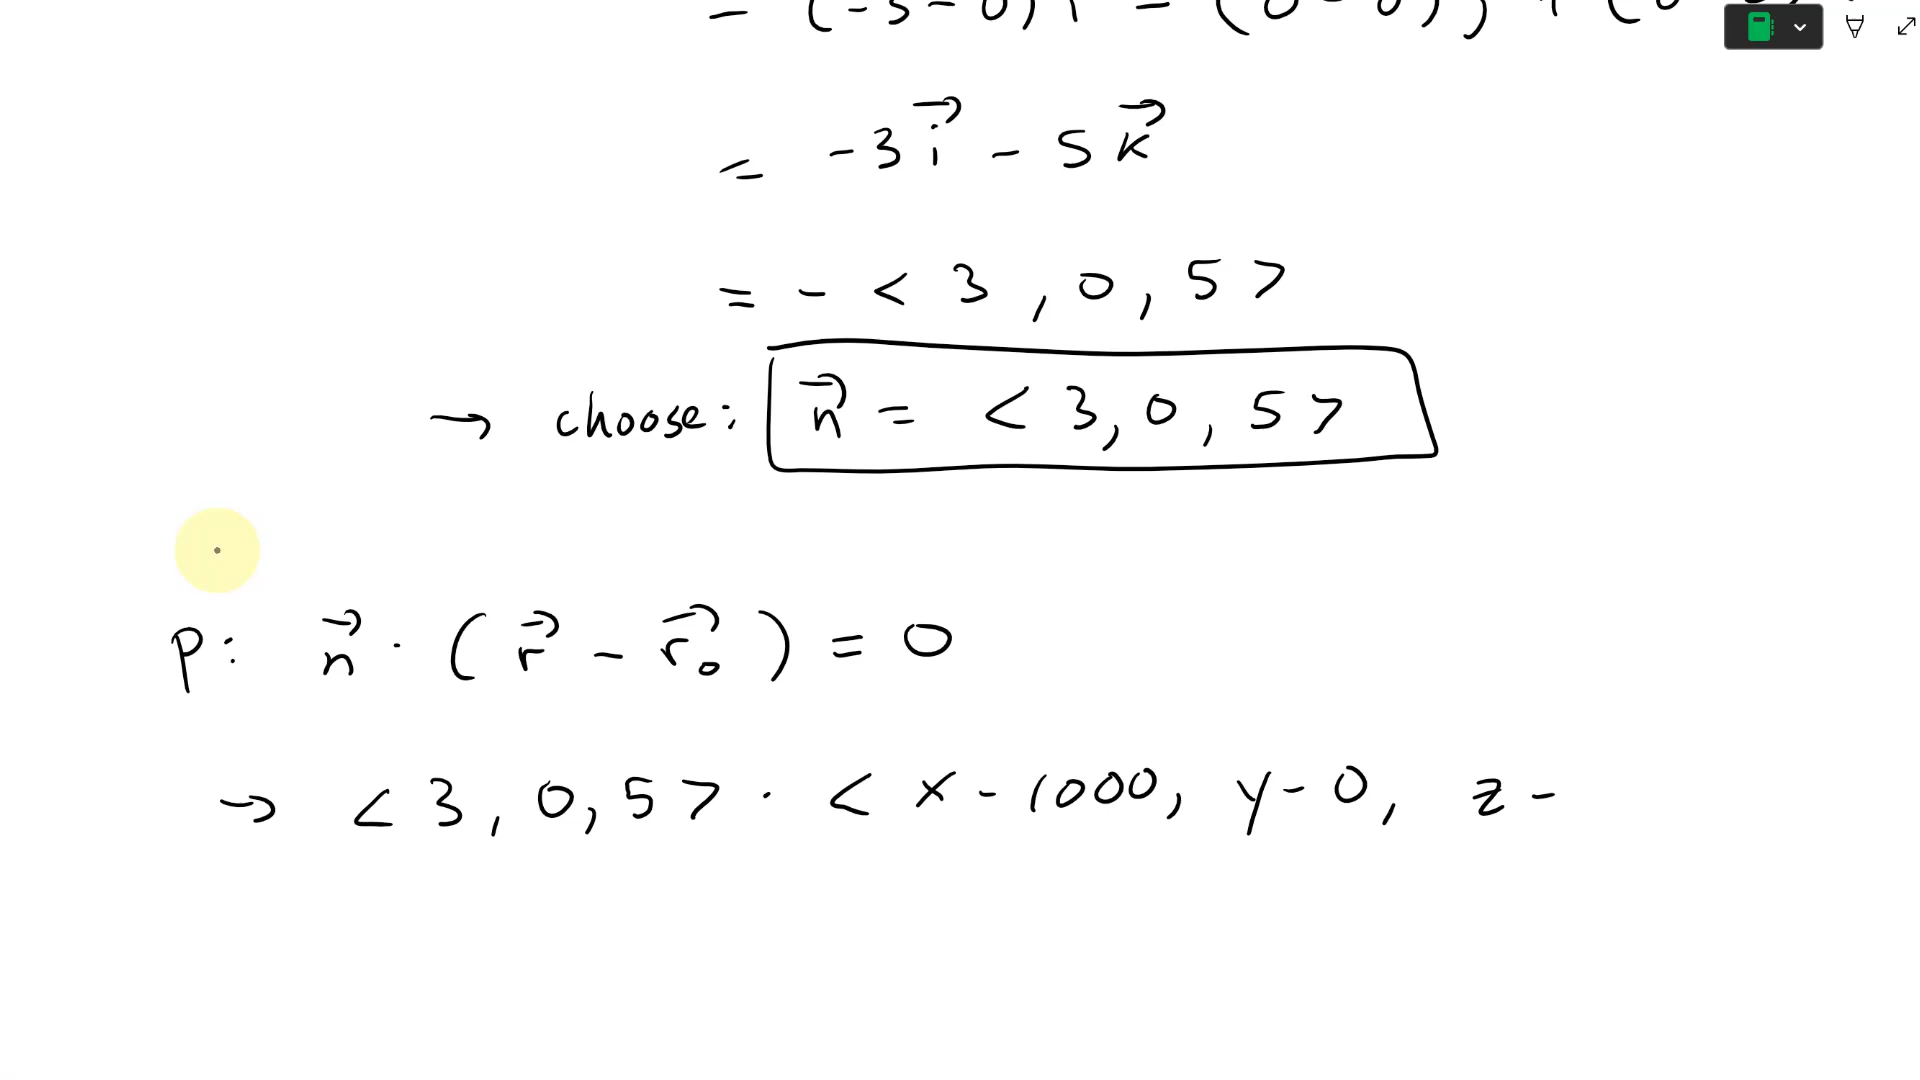 = -3i⃗ - 5k⃗
= - < 3 , 0 , 5 >
→ choose: n⃗ = < 3, 0, 5 >
P: n⃗ · ( r⃗ - r⃗₀ ) = 0
→ < 3 , 0, 5 > · < x - 1000, y - 0, z -